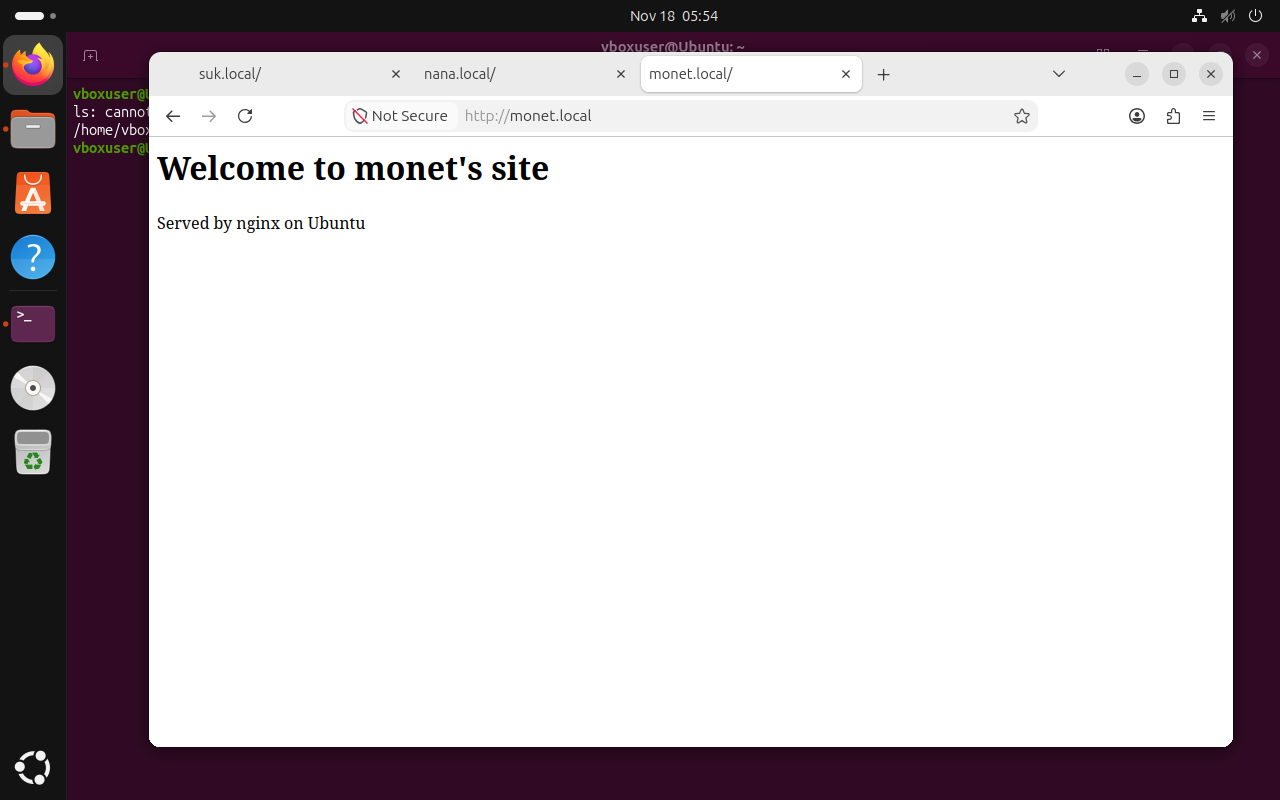 Nov 18 05:54
vboxuser@Ubuntu: ~
suk.local/
nana.local/
monet.local/
Not Secure
http://monet.local
vboxuser@
ls: cannot
/home/vbox
vboxuser@
Welcome to monet's site
Served by nginx on Ubuntu